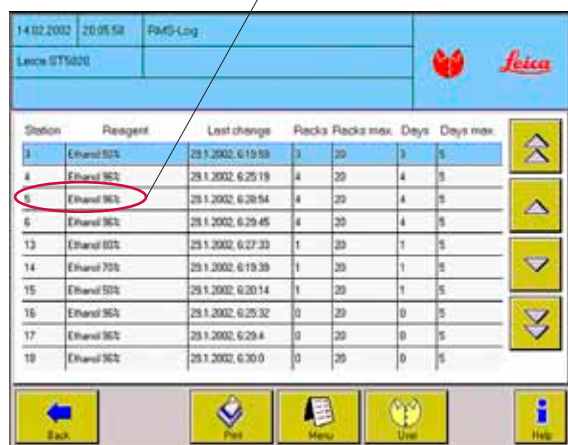 14.02.2002 20:05:58 RMS-Log
Leica ST5020
Leica
Station Reagent Last change Racks Racks max. Days Days max.
3 Ethanol 50% 29.1.2002, 6:19:59 3 20 3 5
4 Ethanol 96% 29.1.2002, 6:25:19 4 20 4 5
5 Ethanol 96% 29.1.2002, 6:28:54 4 20 4 5
6 Ethanol 96% 29.1.2002, 6:29:45 4 20 4 5
13 Ethanol 80% 29.1.2002, 6:27:33 1 20 1 5
14 Ethanol 70% 29.1.2002, 6:19:39 1 20 1 5
15 Ethanol 50% 29.1.2002, 6:20:14 1 20 1 5
16 Ethanol 96% 29.1.2002, 6:25:32 0 20 0 5
17 Ethanol 96% 29.1.2002, 6:29:4 0 20 0 5
18 Ethanol 96% 29.1.2002, 6:30:0 0 20 0 5
Back Print Menu User Help